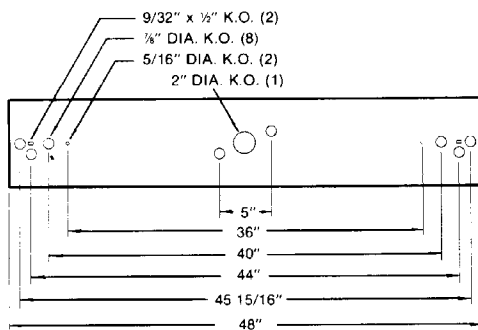 9/32" x ½" K.O. (2)
⅞" DIA. K.O. (8)
5/16" DIA. K.O. (2)
2" DIA. K.O. (1)
5"
36"
40"
44"
45 15/16"
48"